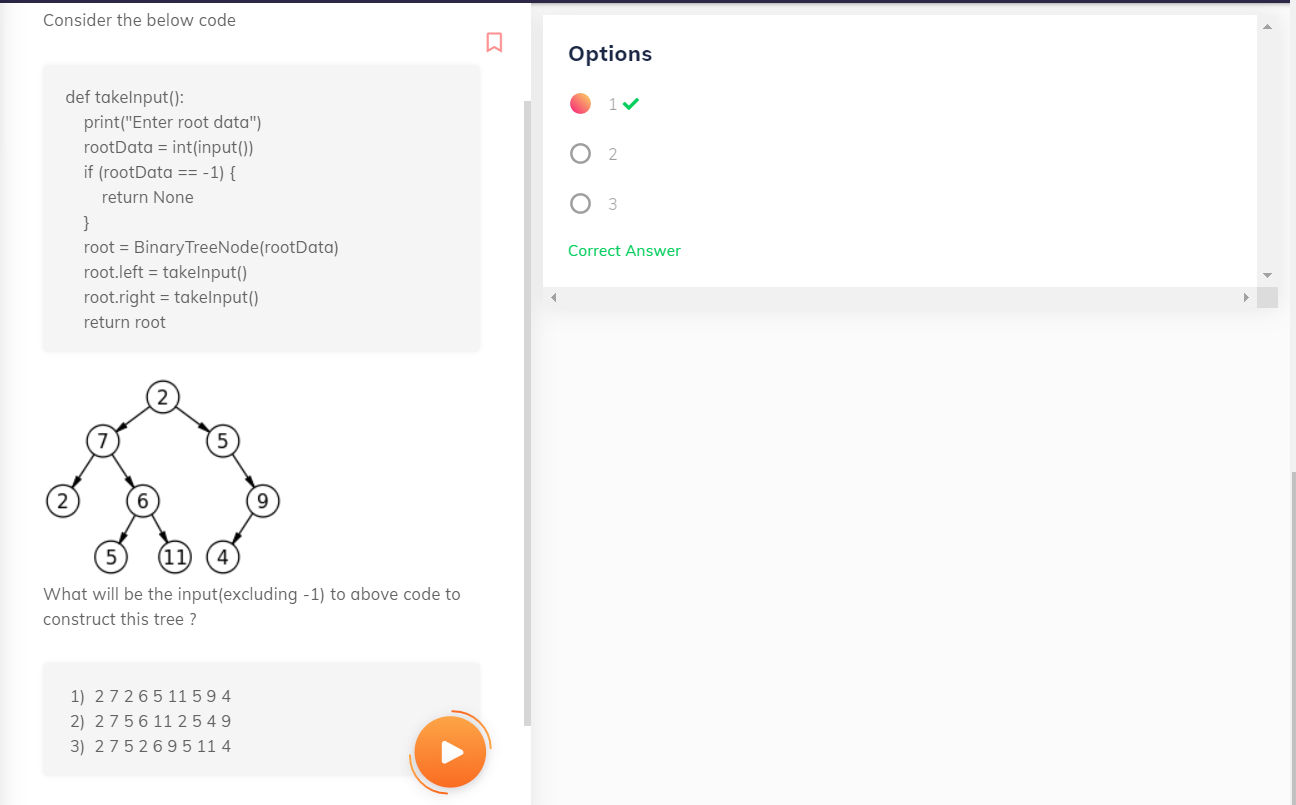 Consider the below code
def takeInput():
print("Enter root data")
rootData = int(input())
if (rootData == -1) {
return None
}
root = BinaryTreeNode(rootData)
root.left = takeInput()
root.right = takeInput()
return root
2
7 5
2 6 9
5 11 4
What will be the input(excluding -1) to above code to
construct this tree ?
1) 2 7 2 6 5 11 5 9 4
2) 2 7 5 6 11 2 5 4 9
3) 2 7 5 2 6 9 5 11 4
Options
1
2
3
Correct Answer